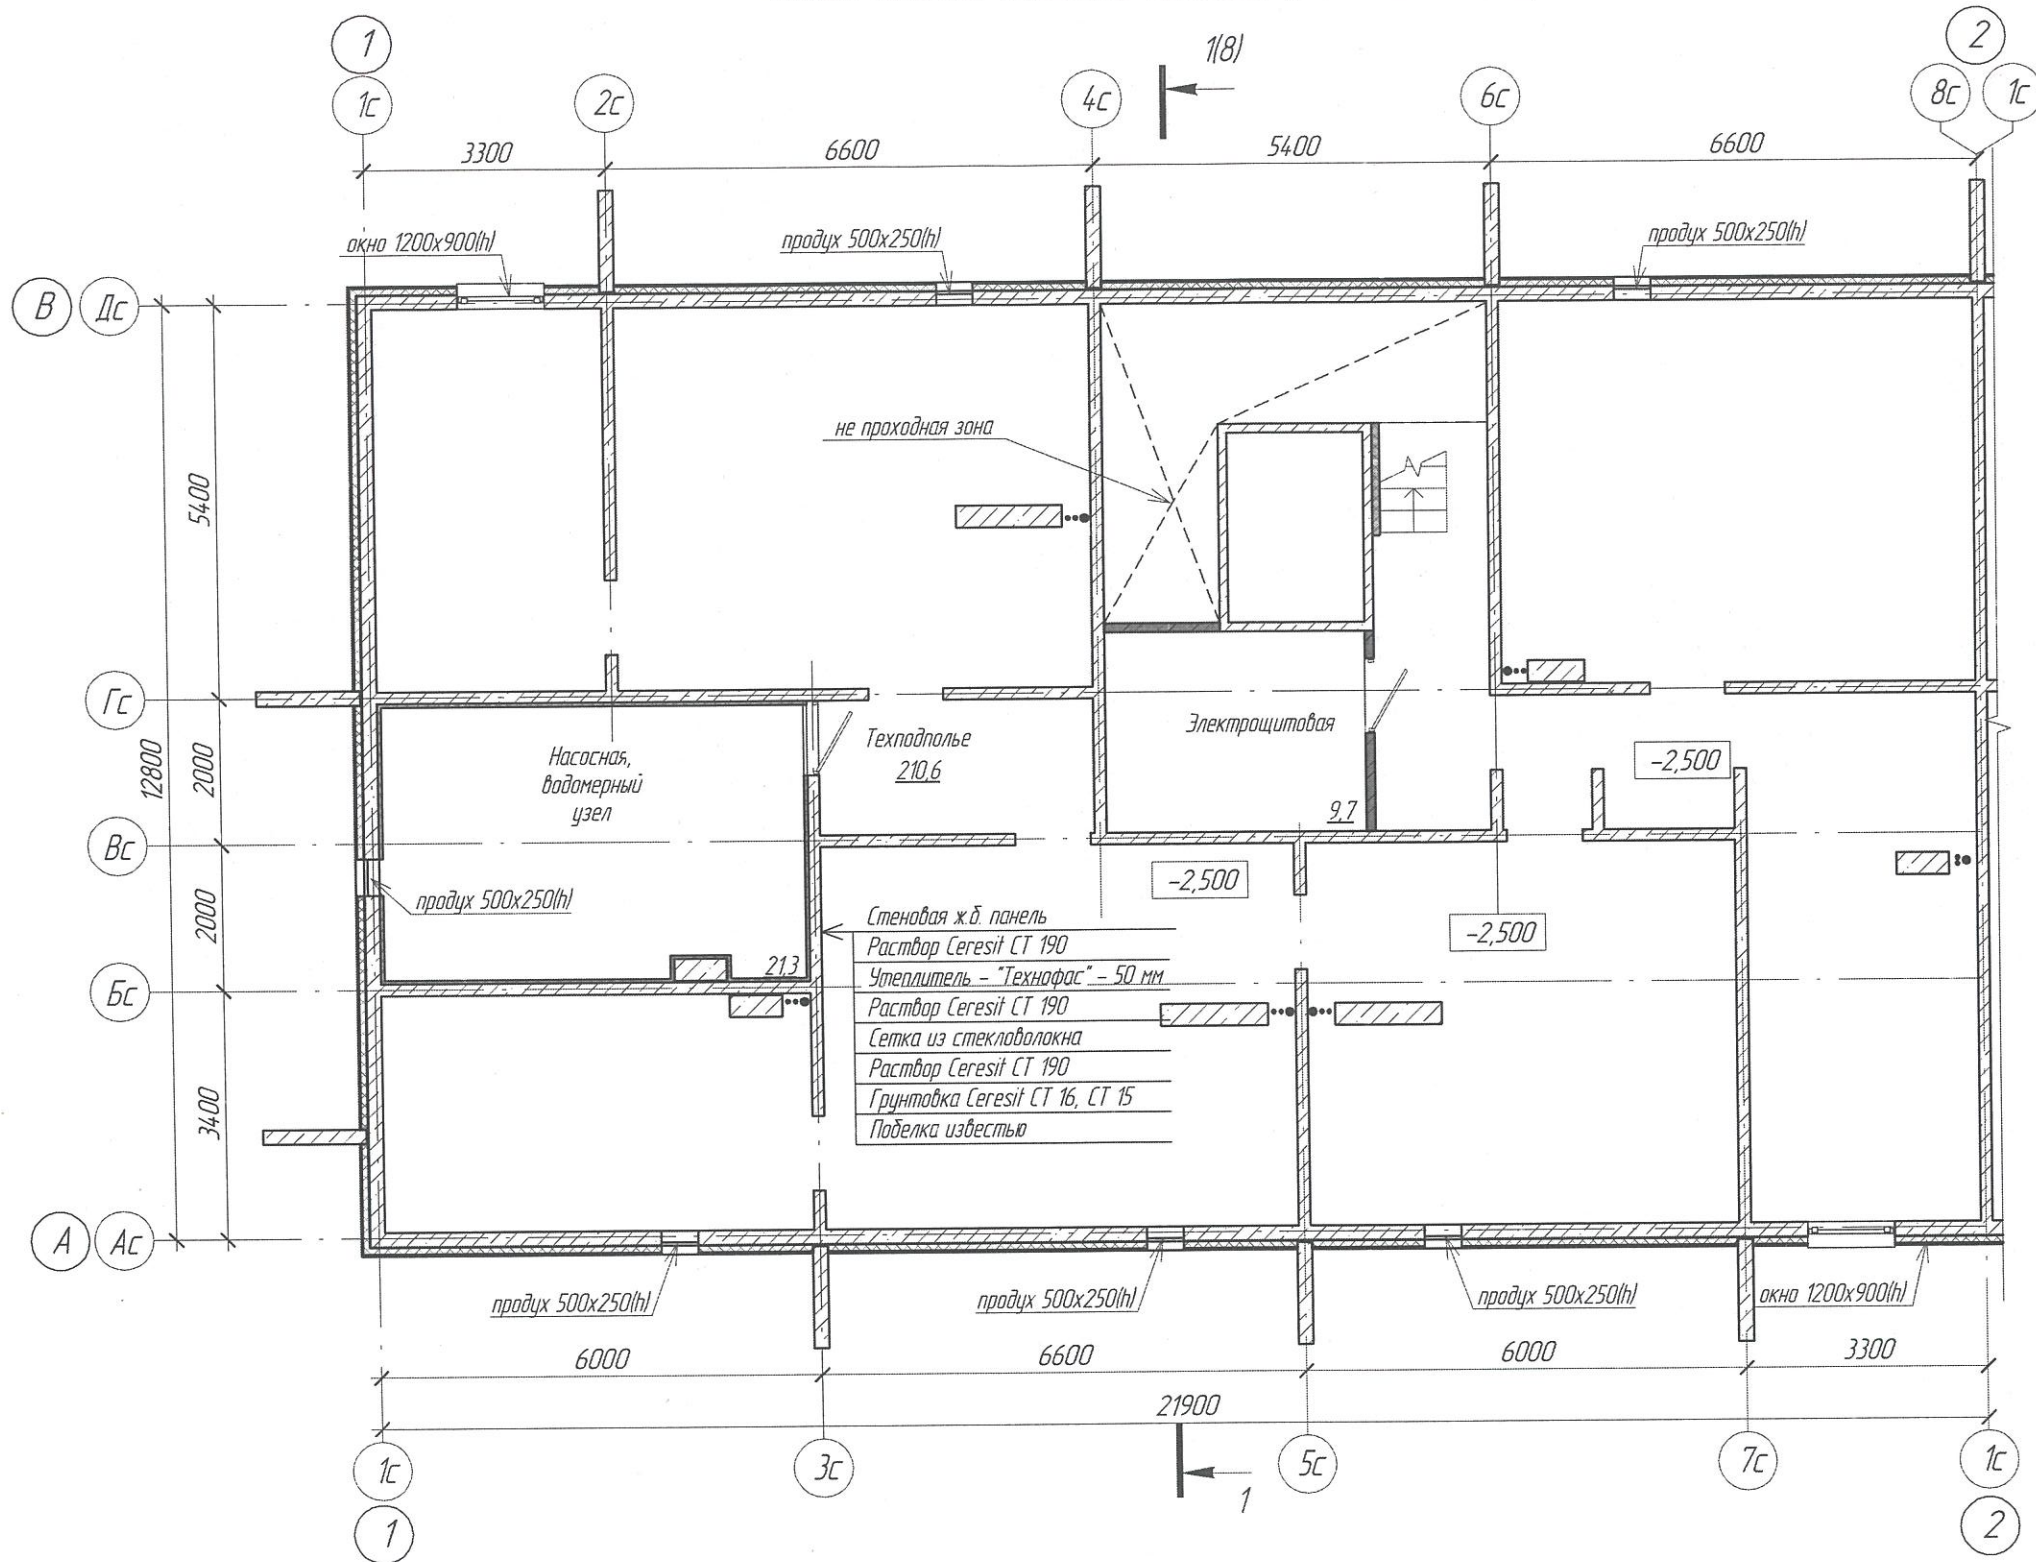 1
1(8)
2
1с
2с
4с
6с
8с
1с
3300
6600
5400
6600
окно 1200х900(h)
продух 500х250(h)
продух 500х250(h)
В
Дс
не проходная зона
5400
Гс
Техподполье
210,6
Электрощитовая
Насосная,
водомерный
узел
-2,500
12800
2000
9,7
Вс
-2,500
продух 500х250(h)
2000
Стеновая ж.б. панель
-2,500
Раствор Ceresit СТ 190
21,3
Утеплитель - "Технофас" - 50 мм
Бс
Раствор Ceresit СТ 190
Сетка из стекловолокна
Раствор Ceresit СТ 190
3400
Грунтовка Ceresit СТ 16, СТ 15
Побелка известью
А
Ас
продух 500х250(h)
продух 500х250(h)
продух 500х250(h)
окно 1200х900(h)
6000
6600
6000
3300
21900
1с
3с
5с
7с
1с
1
1
2